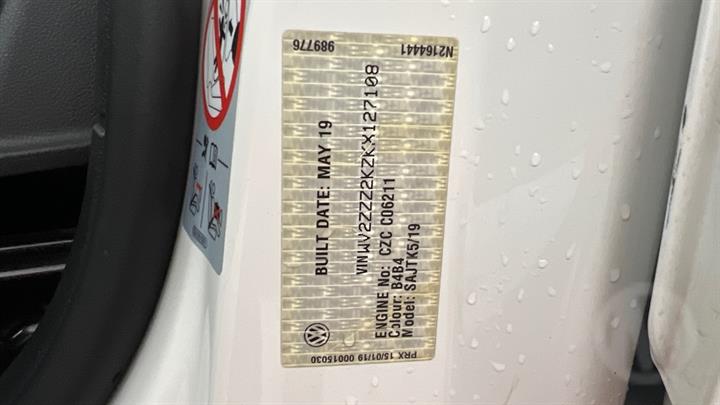 989776 N2164441
BUILT DATE: MAY 19
VIN WV2ZZZ2KZKX127108
ENGINE No: CZC C06211
Colour: B4B4
Model: SAJTK5/19
PRX 15/01/19 00015030